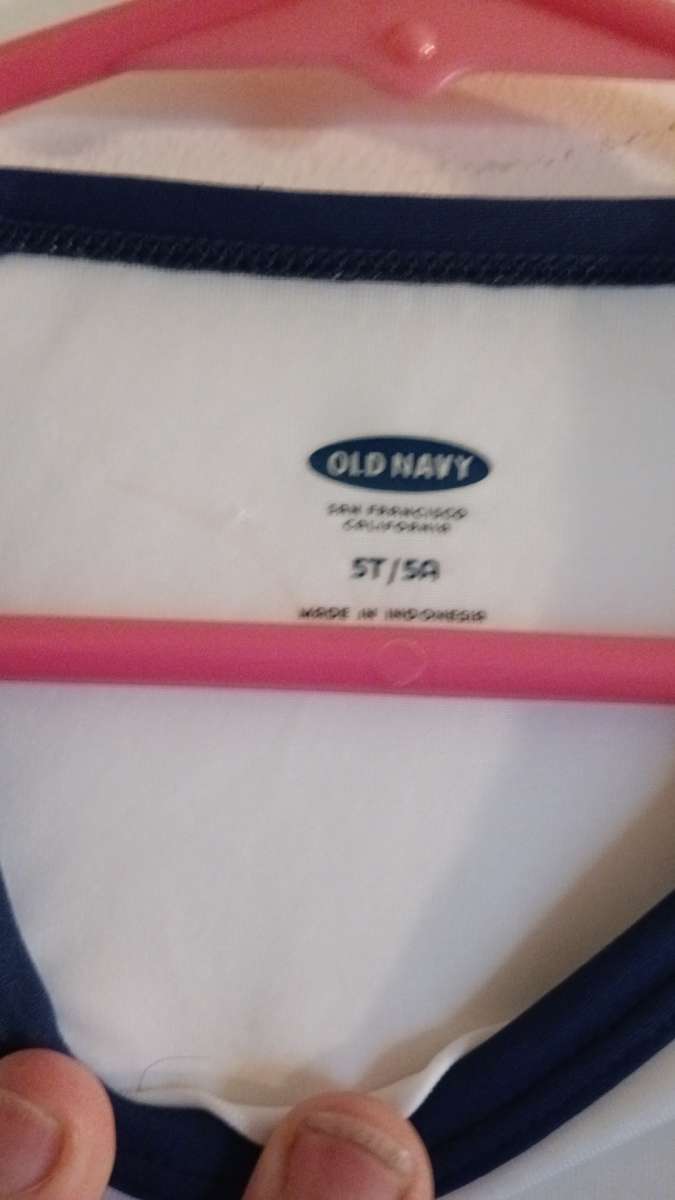 OLD NAVY
SAN FRANCISCO
CALIFORNIA
5T/5A
MADE IN INDONESIA